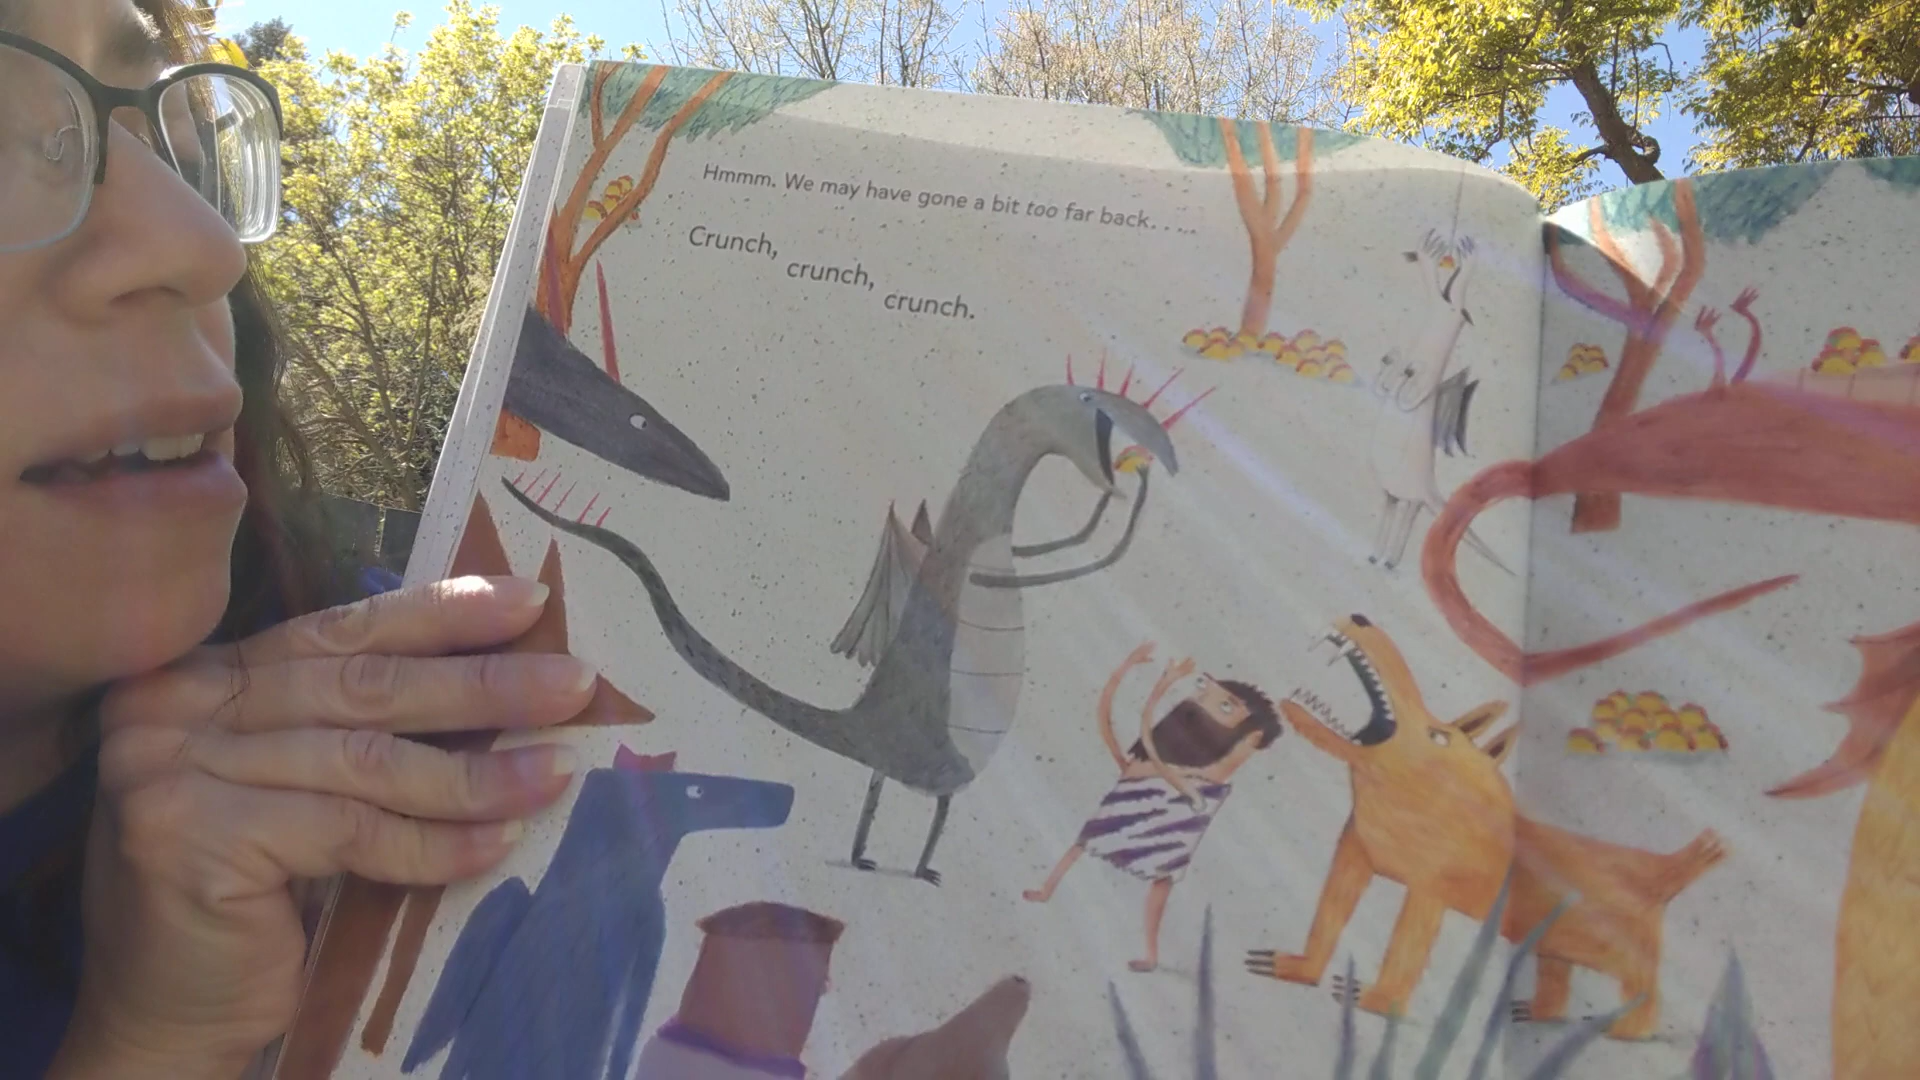 Hmmm. We may have gone a bit too far back. . . . .
Crunch,
crunch,
crunch.